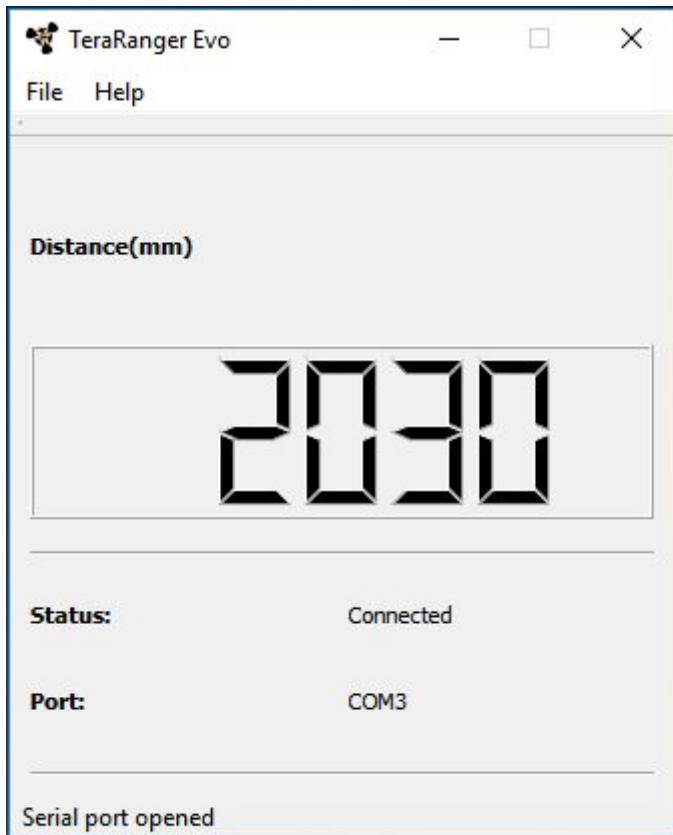 TeraRanger Evo
File Help
Distance(mm)
2030
Status: Connected
Port: COM3
Serial port opened